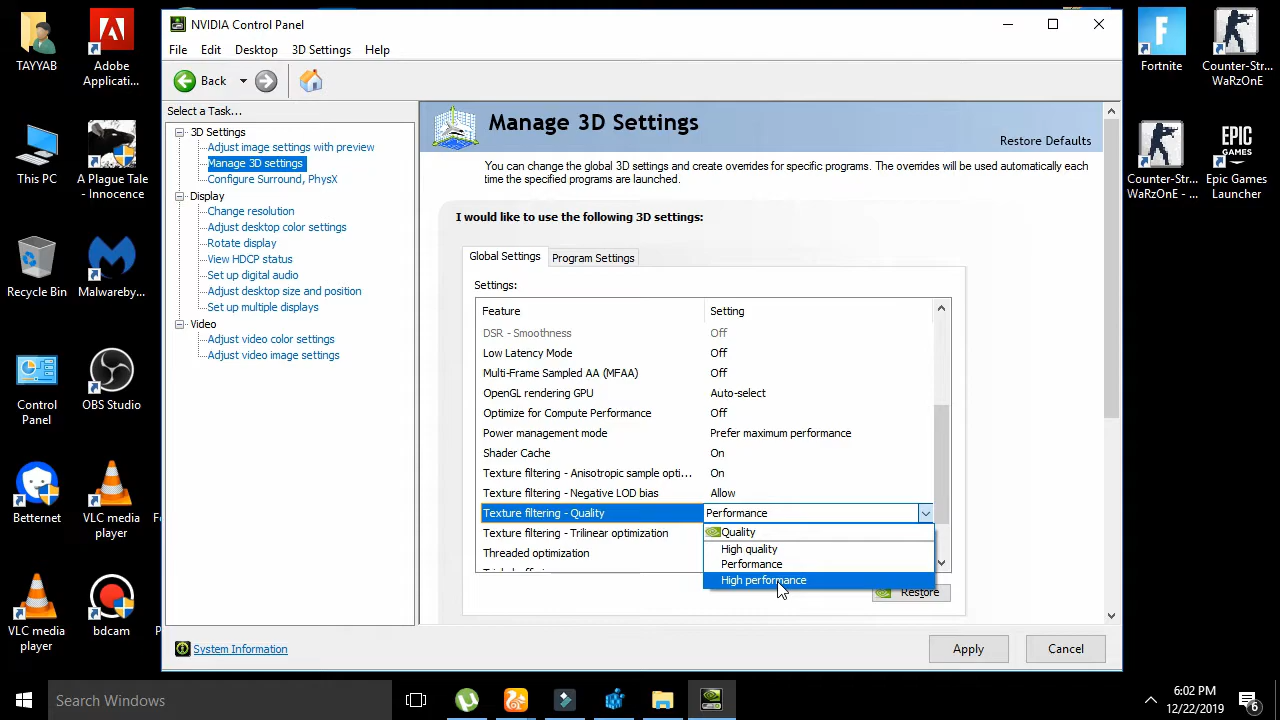 TAYYAB
Adobe
Applicati...
This PC
A Plague Tale
- Innocence
Recycle Bin
Malwareby...
Control
Panel
OBS Studio
Betternet
VLC media
player
VLC media
player
bdcam
NVIDIA Control Panel
File Edit Desktop 3D Settings Help
Back
Select a Task...
3D Settings
Adjust image settings with preview
Manage 3D settings
Configure Surround, PhysX
Display
Change resolution
Adjust desktop color settings
Rotate display
View HDCP status
Set up digital audio
Adjust desktop size and position
Set up multiple displays
Video
Adjust video color settings
Adjust video image settings
System Information
Manage 3D Settings
Restore Defaults
You can change the global 3D settings and create overrides for specific programs. The overrides will be used automatically each
time the specified programs are launched.
I would like to use the following 3D settings:
Global Settings Program Settings
Settings:
Feature Setting
DSR - Smoothness Off
Low Latency Mode Off
Multi-Frame Sampled AA (MFAA) Off
OpenGL rendering GPU Auto-select
Optimize for Compute Performance Off
Power management mode Prefer maximum performance
Shader Cache On
Texture filtering - Anisotropic sample opti... On
Texture filtering - Negative LOD bias Allow
Texture filtering - Quality Performance
Texture filtering - Trilinear optimization
Threaded optimization
Quality
High quality
Performance
High performance
Restore
Apply Cancel
Fortnite
Counter-Str...
WaRzOnE
Counter-Str...
WaRzOnE - ...
EPIC
GAMES
Epic Games
Launcher
Search Windows
6:02 PM
12/22/2019
6